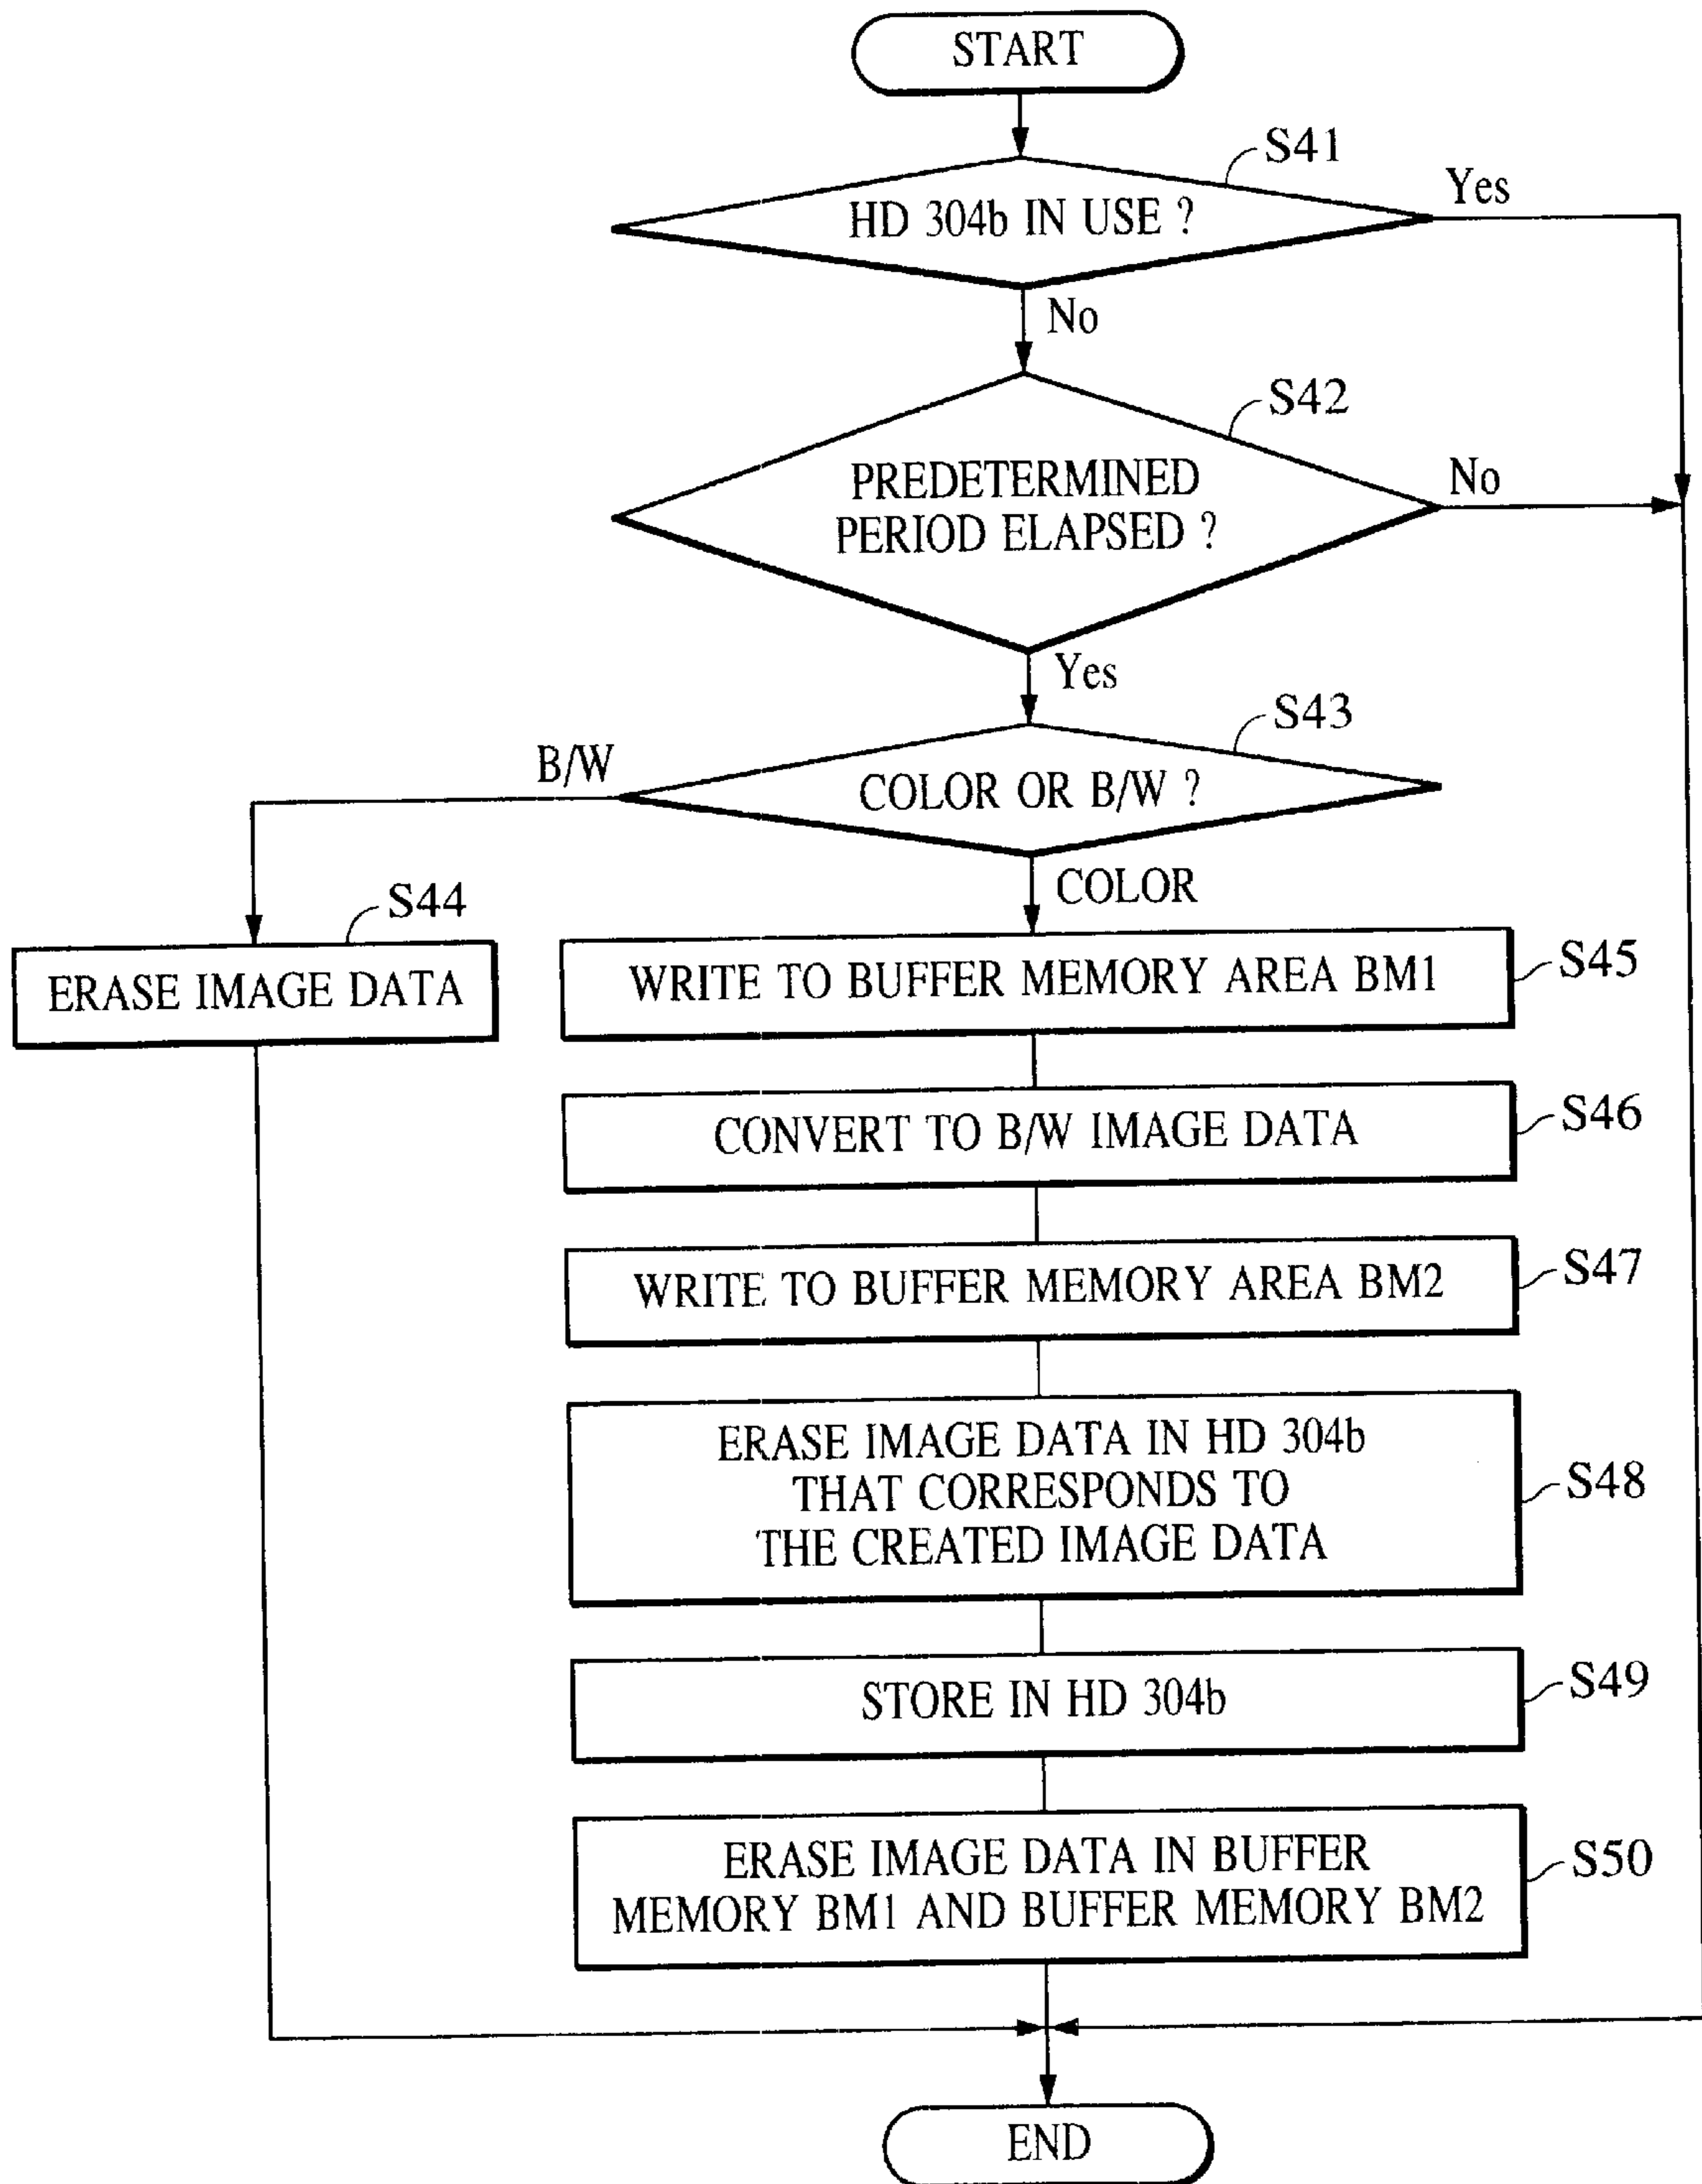 START
S41
HD 304b IN USE ?
Yes
No
S42
PREDETERMINED
PERIOD ELAPSED ?
No
Yes
S43
B/W
COLOR OR B/W ?
COLOR
S44
ERASE IMAGE DATA
WRITE TO BUFFER MEMORY AREA BM1
S45
CONVERT TO B/W IMAGE DATA
S46
WRITE TO BUFFER MEMORY AREA BM2
S47
ERASE IMAGE DATA IN HD 304b
THAT CORRESPONDS TO
THE CREATED IMAGE DATA
S48
STORE IN HD 304b
S49
ERASE IMAGE DATA IN BUFFER
MEMORY BM1 AND BUFFER MEMORY BM2
S50
END